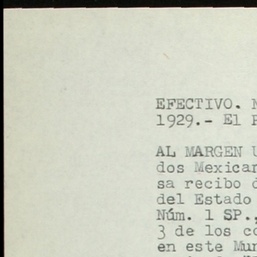 EFECTIVO.
1929.- El
AL MARGEN
dos Mexican
sa recibo
del Estado
Núm. 1 SP.,
3 de los co
en este Mun